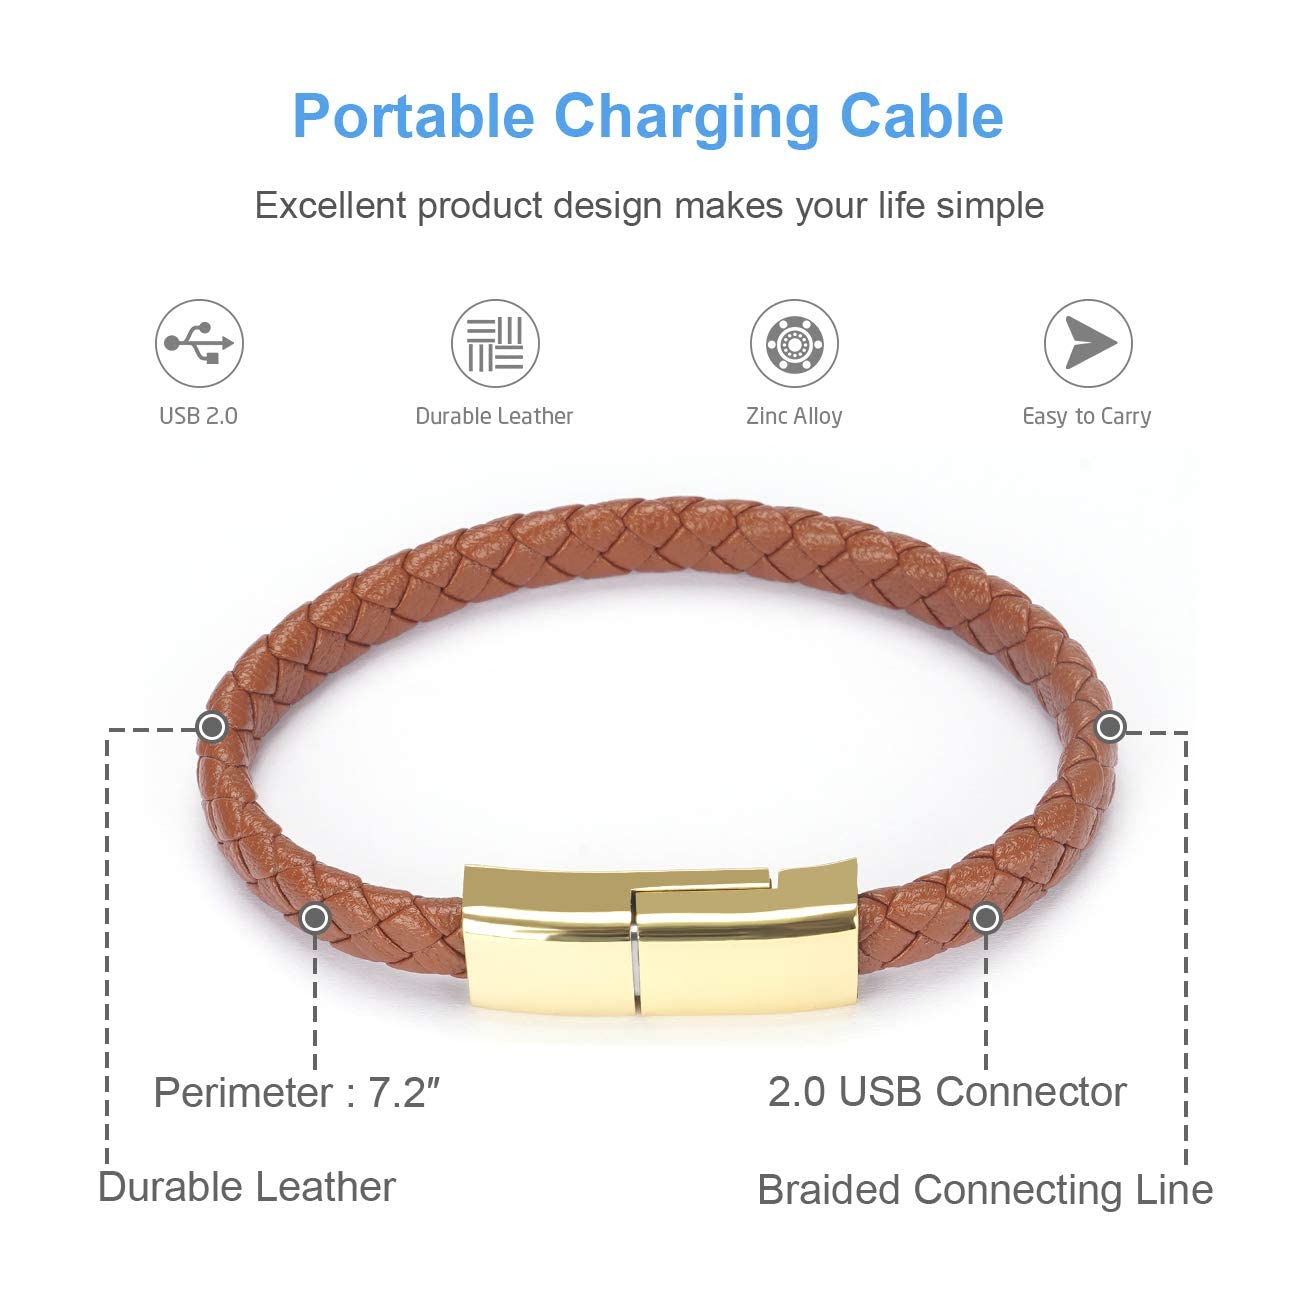 Portable Charging Cable
Excellent product design makes your life simple
USB 2.0
Durable Leather
Zinc Alloy
Easy to Carry
Perimeter : 7.2″
2.0 USB Connector
Durable Leather
Braided Connecting Line